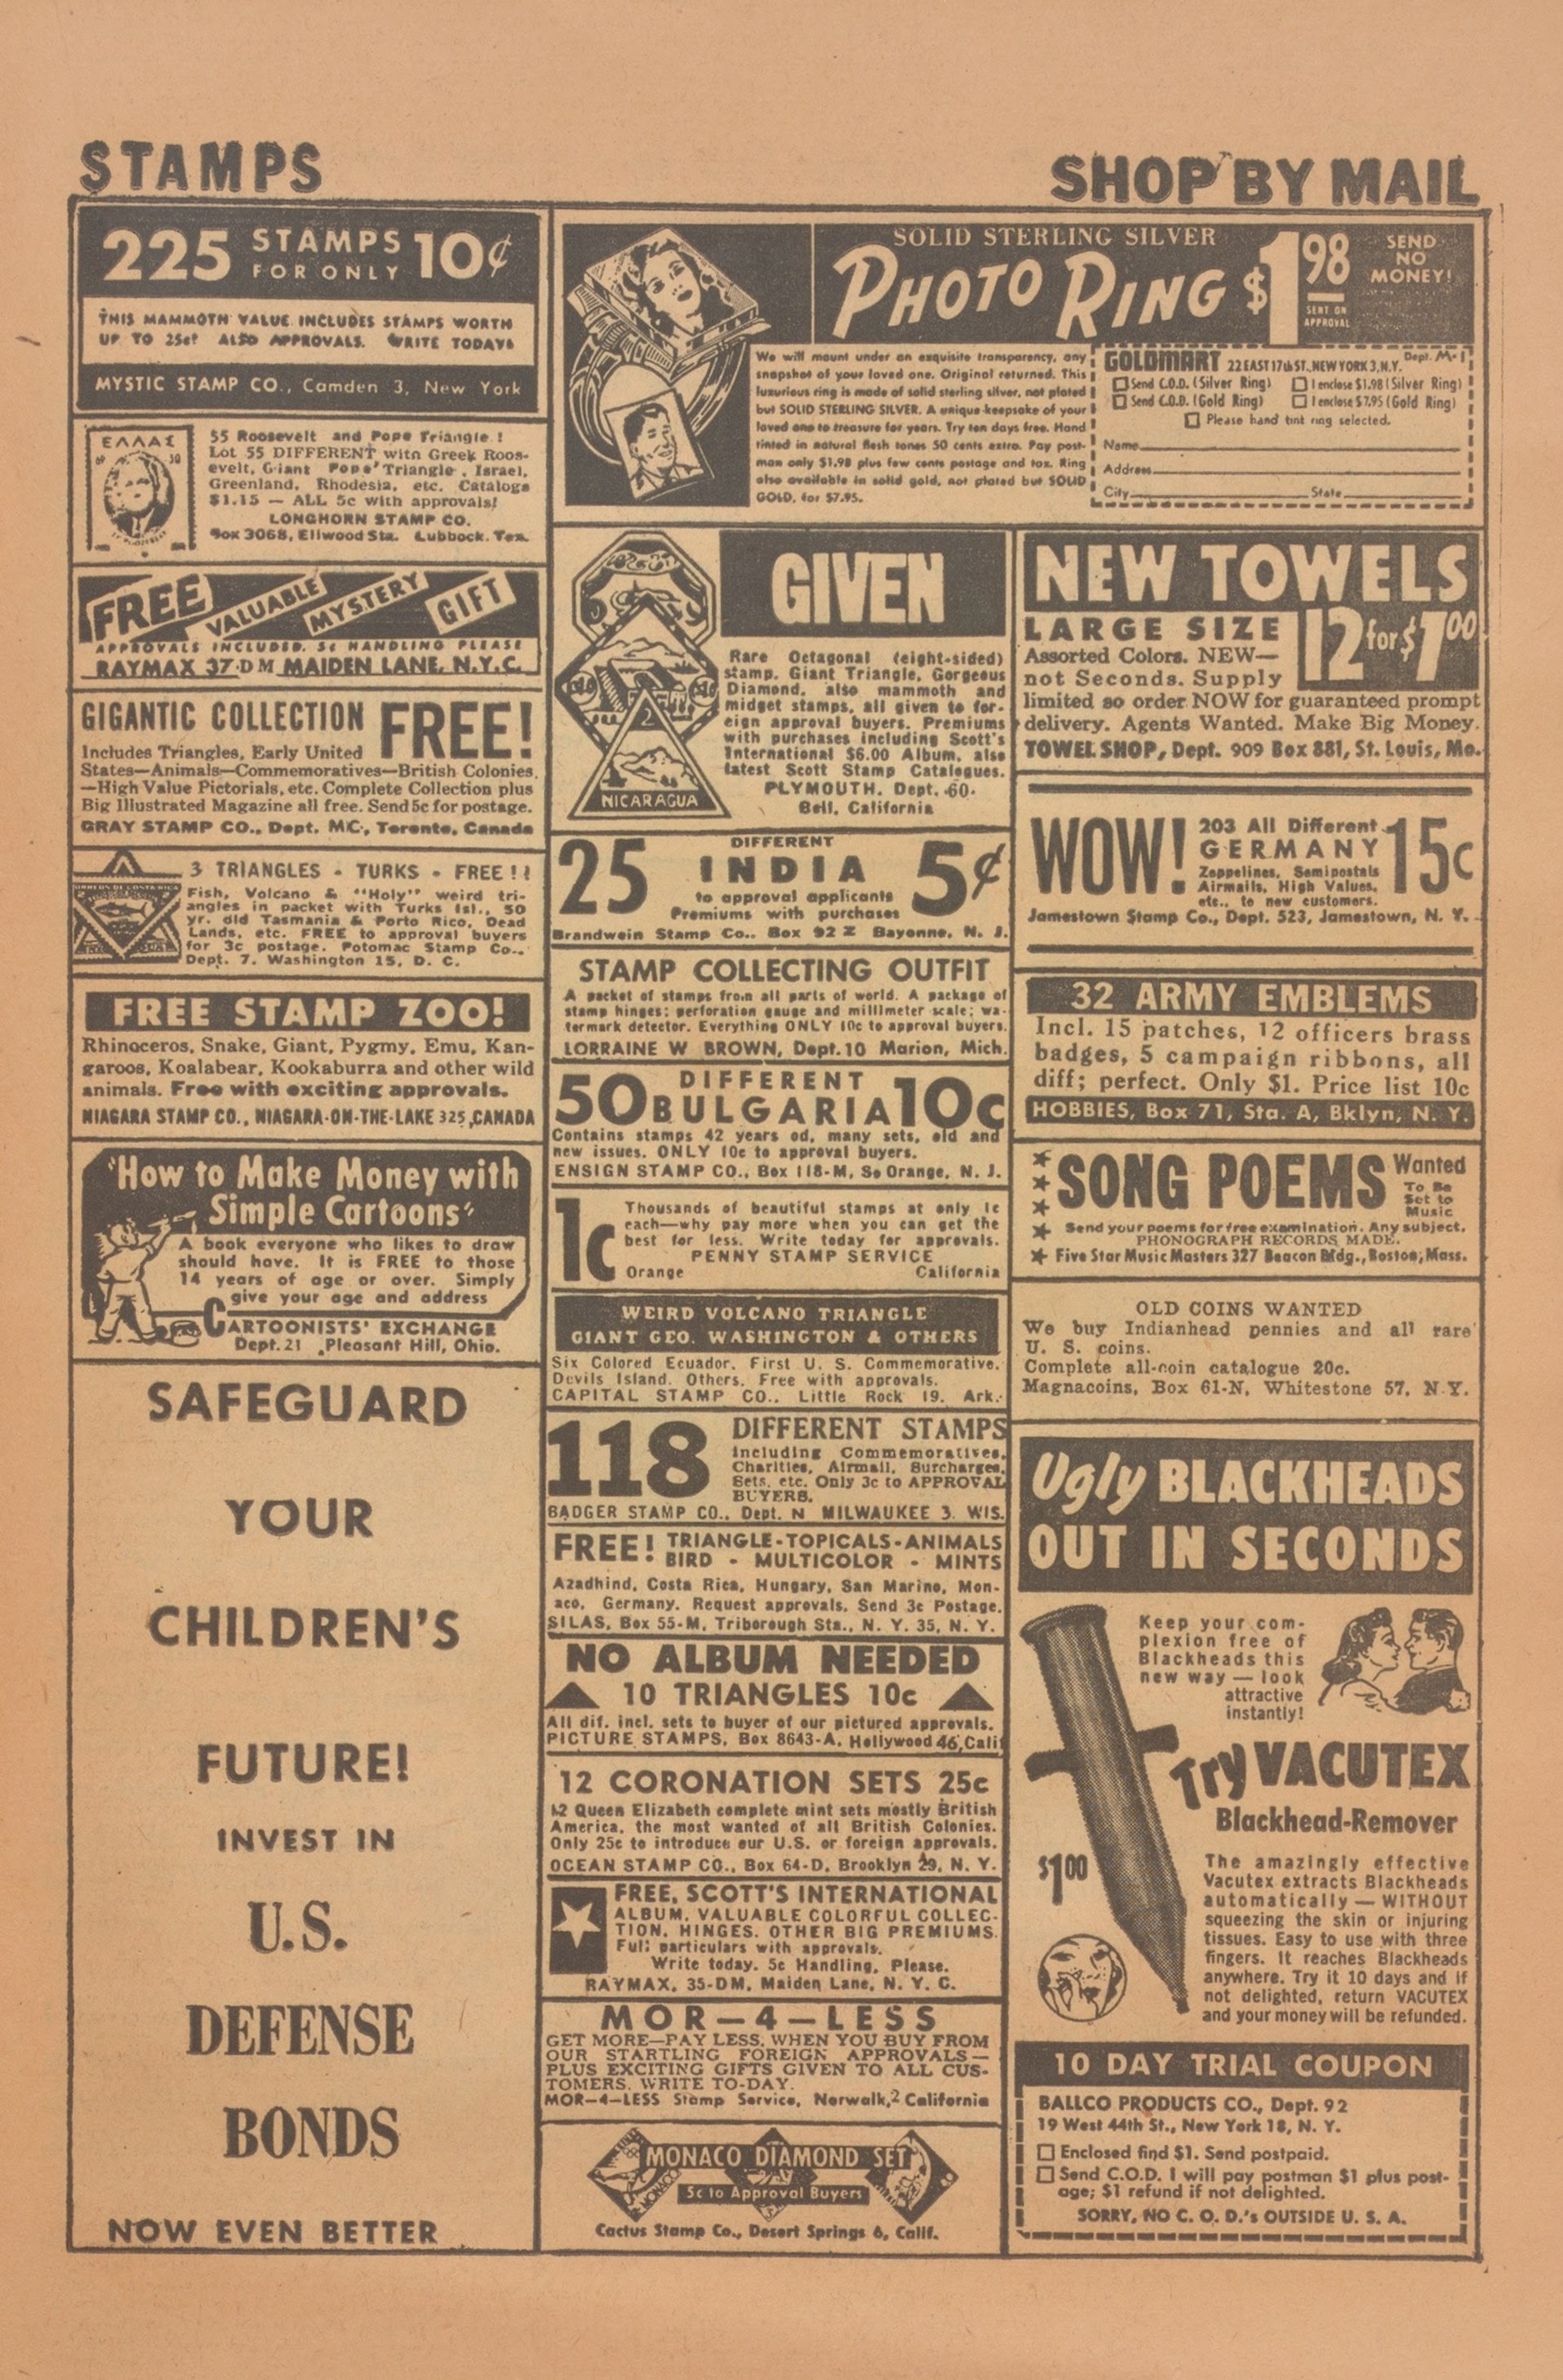 STAMPS
SHOP BY MAIL
225 STAMPS FOR ONLY 10¢
THIS MAMMOTH VALUE INCLUDES STAMPS WORTH
UP TO 25¢! ALSO APPROVALS. WRITE TODAY!
MYSTIC STAMP CO., Camden 3, New York
ΕΛΛΑΣ
55 Roosevelt and Pope Triangle!
Lot 55 DIFFERENT with Greek Roos-
evelt, Giant Pope Triangle, Israel,
Greenland, Rhodesia, etc. Catalogs
$1.15 — ALL 5c with approvals!
LONGHORN STAMP CO.
Box 3068, Ellwood Sta. Lubbock, Tex.
FREE VALUABLE MYSTERY GIFT
APPROVALS INCLUDED. 5¢ HANDLING PLEASE
RAYMAX 37-DM MAIDEN LANE, N.Y.C.
GIGANTIC COLLECTION FREE!
Includes Triangles, Early United
States—Animals—Commemoratives—British Colonies,
—High Value Pictorials, etc. Complete Collection plus
Big Illustrated Magazine all free. Send 5c for postage.
GRAY STAMP CO., Dept. MC, Toronto, Canada
3 TRIANGLES - TURKS - FREE!!
Fish, Volcano & "Holy" weird tri-
angles in packet with Turks Isl., 50
yr. old Tasmania & Porto Rico, Dead
Lands, etc. FREE to approval buyers
for 3c postage. Potomac Stamp Co.,
Dept. 7, Washington 15, D. C.
FREE STAMP ZOO!
Rhinoceros, Snake, Giant, Pygmy, Emu, Kan-
garoos, Koalabear, Kookaburra and other wild
animals. Free with exciting approvals.
NIAGARA STAMP CO., NIAGARA-ON-THE-LAKE 325, CANADA
"How to Make Money with
Simple Cartoons"
A book everyone who likes to draw
should have. It is FREE to those
14 years of age or over. Simply
give your age and address
CARTOONISTS' EXCHANGE
Dept. 21 Pleasant Hill, Ohio.
SAFEGUARD
YOUR
CHILDREN'S
FUTURE!
INVEST IN
U.S.
DEFENSE
BONDS
NOW EVEN BETTER
SOLID STERLING SILVER
PHOTO RING $1.98
SENT ON
APPROVAL
SEND
NO
MONEY!
We will mount under an exquisite transparency, any
snapshot of your loved one. Original returned. This
luxurious ring is made of solid sterling silver, not plated
but SOLID STERLING SILVER. A unique keepsake of your
loved one to treasure for years. Try ten days free. Hand
tinted in natural flesh tones 50 cents extra. Pay post-
man only $1.98 plus few cents postage and tax. Ring
also available in solid gold, not plated but SOLID
GOLD, for $7.95.
GOLDMART 22 EAST 17th ST., NEW YORK 3, N.Y. Dept. M-1
Send C.O.D. (Silver Ring) I enclose $1.98 (Silver Ring)
Send C.O.D. (Gold Ring) I enclose $7.95 (Gold Ring)
Please hand tint ring selected.
Name
Address
City State
GIVEN
NICARAGUA
Rare Octagonal (eight-sided)
stamp, Giant Triangle, Gorgeous
Diamond, also mammoth and
midget stamps, all given to for-
eign approval buyers. Premiums
with purchases including Scott's
International $6.00 Album, also
latest Scott Stamp Catalogues.
PLYMOUTH, Dept. 60.
Bell, California
25 DIFFERENT INDIA 5¢
to approval applicants
Premiums with purchases
Brandwein Stamp Co., Box 92 Z Bayonne, N. J.
STAMP COLLECTING OUTFIT
A packet of stamps from all parts of world. A package of
stamp hinges; perforation gauge and millimeter scale; wa-
termark detector. Everything ONLY 10c to approval buyers.
LORRAINE W BROWN, Dept. 10 Marion, Mich.
50 DIFFERENT BULGARIA 10c
Contains stamps 42 years od, many sets, old and
new issues. ONLY 10c to approval buyers.
ENSIGN STAMP CO., Box 118-M, So Orange, N. J.
1c
Thousands of beautiful stamps at only 1c
each—why pay more when you can get the
best for less. Write today for approvals.
PENNY STAMP SERVICE
Orange California
WEIRD VOLCANO TRIANGLE
GIANT GEO. WASHINGTON & OTHERS
Six Colored Ecuador, First U. S. Commemorative,
Devils Island. Others. Free with approvals.
CAPITAL STAMP CO., Little Rock 19, Ark.
118 DIFFERENT STAMPS
Including Commemoratives,
Charities, Airmail, Surcharges,
Sets, etc. Only 3c to APPROVAL
BUYERS.
BADGER STAMP CO., Dept. N MILWAUKEE 3, WIS.
FREE! TRIANGLE-TOPICALS-ANIMALS
BIRD - MULTICOLOR - MINTS
Azadhind, Costa Rica, Hungary, San Marino, Mon-
aco, Germany. Request approvals. Send 3c Postage.
SILAS, Box 55-M, Triborough Sta., N. Y. 35, N. Y.
NO ALBUM NEEDED
10 TRIANGLES 10c
All dif. incl. sets to buyer of our pictured approvals.
PICTURE STAMPS, Box 8643-A, Hollywood 46, Calif
12 CORONATION SETS 25c
12 Queen Elizabeth complete mint sets mostly British
America, the most wanted of all British Colonies.
Only 25c to introduce our U.S. or foreign approvals.
OCEAN STAMP CO., Box 64-D, Brooklyn 29, N. Y.
FREE, SCOTT'S INTERNATIONAL
ALBUM, VALUABLE COLORFUL COLLEC-
TION, HINGES. OTHER BIG PREMIUMS.
Full particulars with approvals.
Write today. 5c Handling, Please.
RAYMAX, 35-DM, Maiden Lane, N. Y. C.
MOR—4—LESS
GET MORE—PAY LESS, WHEN YOU BUY FROM
OUR STARTLING FOREIGN APPROVALS—
PLUS EXCITING GIFTS GIVEN TO ALL CUS-
TOMERS. WRITE TO-DAY.
MOR—4—LESS Stamp Service, Norwalk, 2 California
MONACO DIAMOND SET
MONACO
5c to Approval Buyers
Cactus Stamp Co., Desert Springs 6, Calif.
NEW TOWELS
LARGE SIZE 12 for $1.00
Assorted Colors. NEW—
not Seconds. Supply
limited so order NOW for guaranteed prompt
delivery. Agents Wanted. Make Big Money.
TOWEL SHOP, Dept. 909 Box 881, St. Louis, Mo.
WOW! 203 All Different GERMANY 15c
Zeppelines, Semipostals
Airmails, High Values,
etc., to new customers.
Jamestown Stamp Co., Dept. 523, Jamestown, N. Y.
32 ARMY EMBLEMS
Incl. 15 patches, 12 officers brass
badges, 5 campaign ribbons, all
diff; perfect. Only $1. Price list 10c
HOBBIES, Box 71, Sta. A, Bklyn, N. Y.
SONG POEMS Wanted
To Be
Set to
Music
Send your poems for free examination. Any subject.
PHONOGRAPH RECORDS MADE.
Five Star Music Masters 327 Beacon Bldg., Boston, Mass.
OLD COINS WANTED
We buy Indianhead pennies and all rare
U. S. coins.
Complete all-coin catalogue 20c.
Magnacoins, Box 61-N, Whitestone 57, N.Y.
Ugly BLACKHEADS
OUT IN SECONDS
Keep your com-
plexion free of
Blackheads this
new way — look
attractive
instantly!
Try VACUTEX
Blackhead-Remover
$1.00
The amazingly effective
Vacutex extracts Blackheads
automatically — WITHOUT
squeezing the skin or injuring
tissues. Easy to use with three
fingers. It reaches Blackheads
anywhere. Try it 10 days and if
not delighted, return VACUTEX
and your money will be refunded.
10 DAY TRIAL COUPON
BALLCO PRODUCTS CO., Dept. 92
19 West 44th St., New York 18, N. Y.
Enclosed find $1. Send postpaid.
Send C.O.D. I will pay postman $1 plus post-
age; $1 refund if not delighted.
SORRY, NO C. O. D.'s OUTSIDE U. S. A.